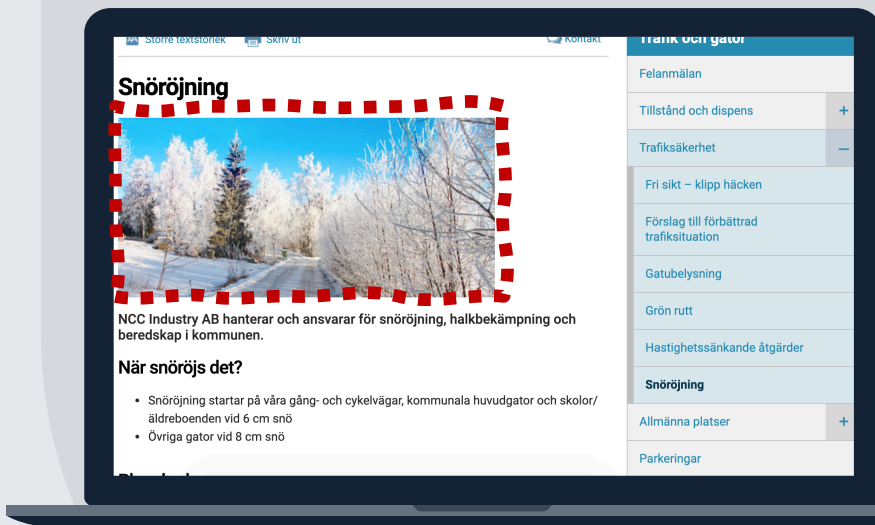 Större textstorlek
Skriv ut
Kontakt
Snöröjning
NCC Industry AB hanterar och ansvarar för snöröjning, halkbekämpning och
beredskap i kommunen.
När snöröjs det?
• Snöröjning startar på våra gång- och cykelvägar, kommunala huvudgator och skolor/
äldreboenden vid 6 cm snö
• Övriga gator vid 8 cm snö
Trafik och gator
Felanmälan
Tillstånd och dispens +
Trafiksäkerhet –
Fri sikt – klipp häcken
Förslag till förbättrad
trafiksituation
Gatubelysning
Grön rutt
Hastighetssänkande åtgärder
Snöröjning
Allmänna platser +
Parkeringar